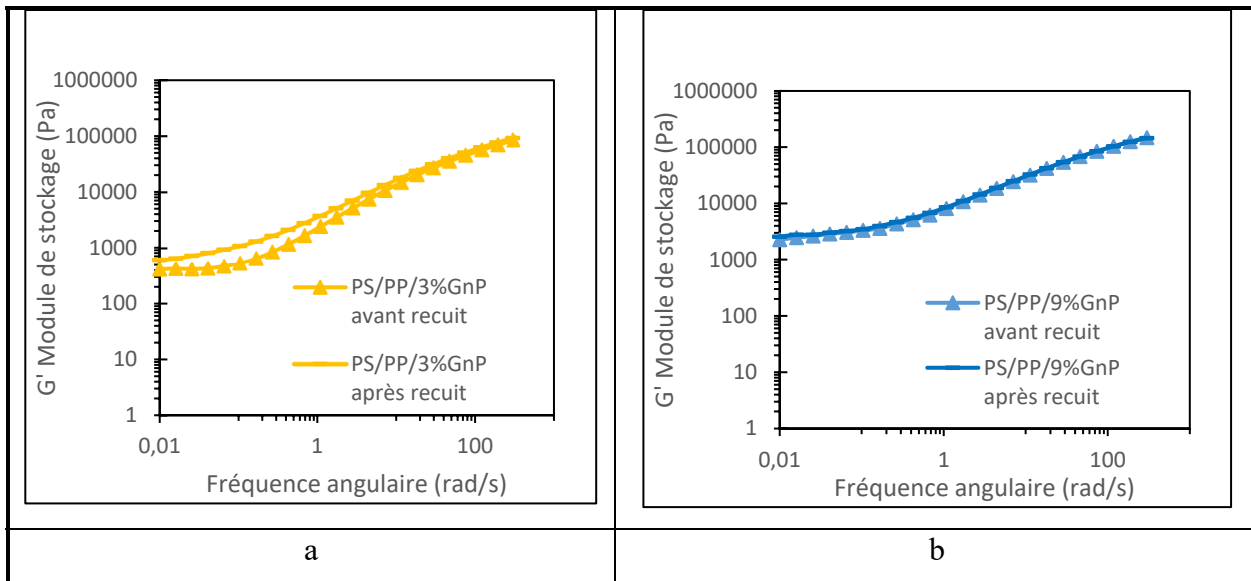 G' Module de stockage (Pa)
1000000
100000
10000
1000
100
10
1
0,01
1
100
Fréquence angulaire (rad/s)
PS/PP/3%GnP
avant recuit
PS/PP/3%GnP
après recuit
a
G' Module de stockage (Pa)
1000000
100000
10000
1000
100
10
1
0,01
1
100
Fréquence angulaire (rad/s)
PS/PP/9%GnP
avant recuit
PS/PP/9%GnP
après recuit
b